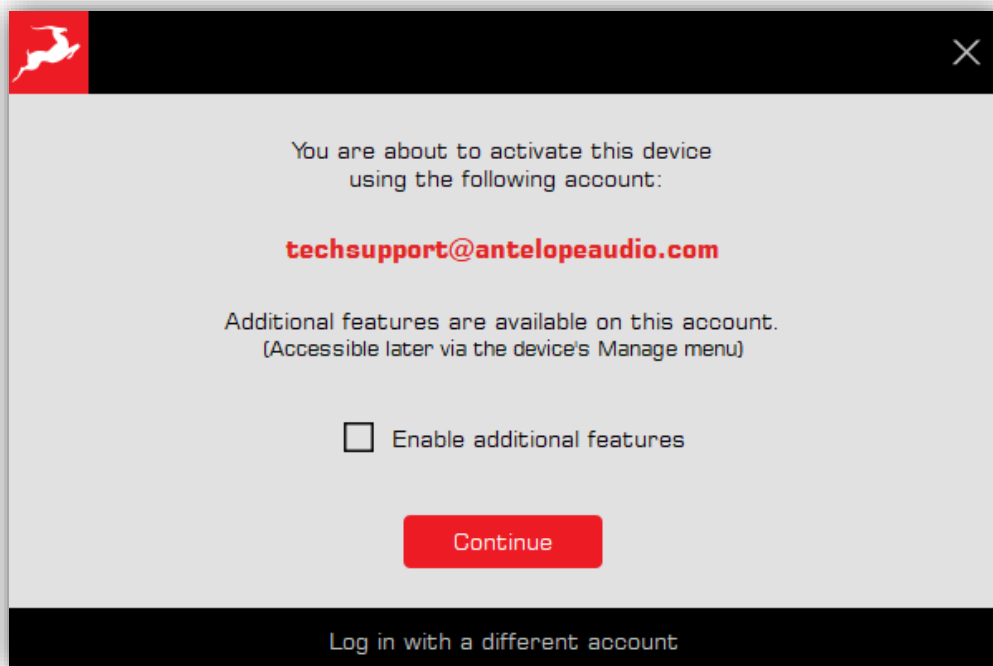 You are about to activate this device
using the following account:
techsupport@antelopeaudio.com
Additional features are available on this account.
(Accessible later via the device's Manage menu)
Enable additional features
Continue
Log in with a different account